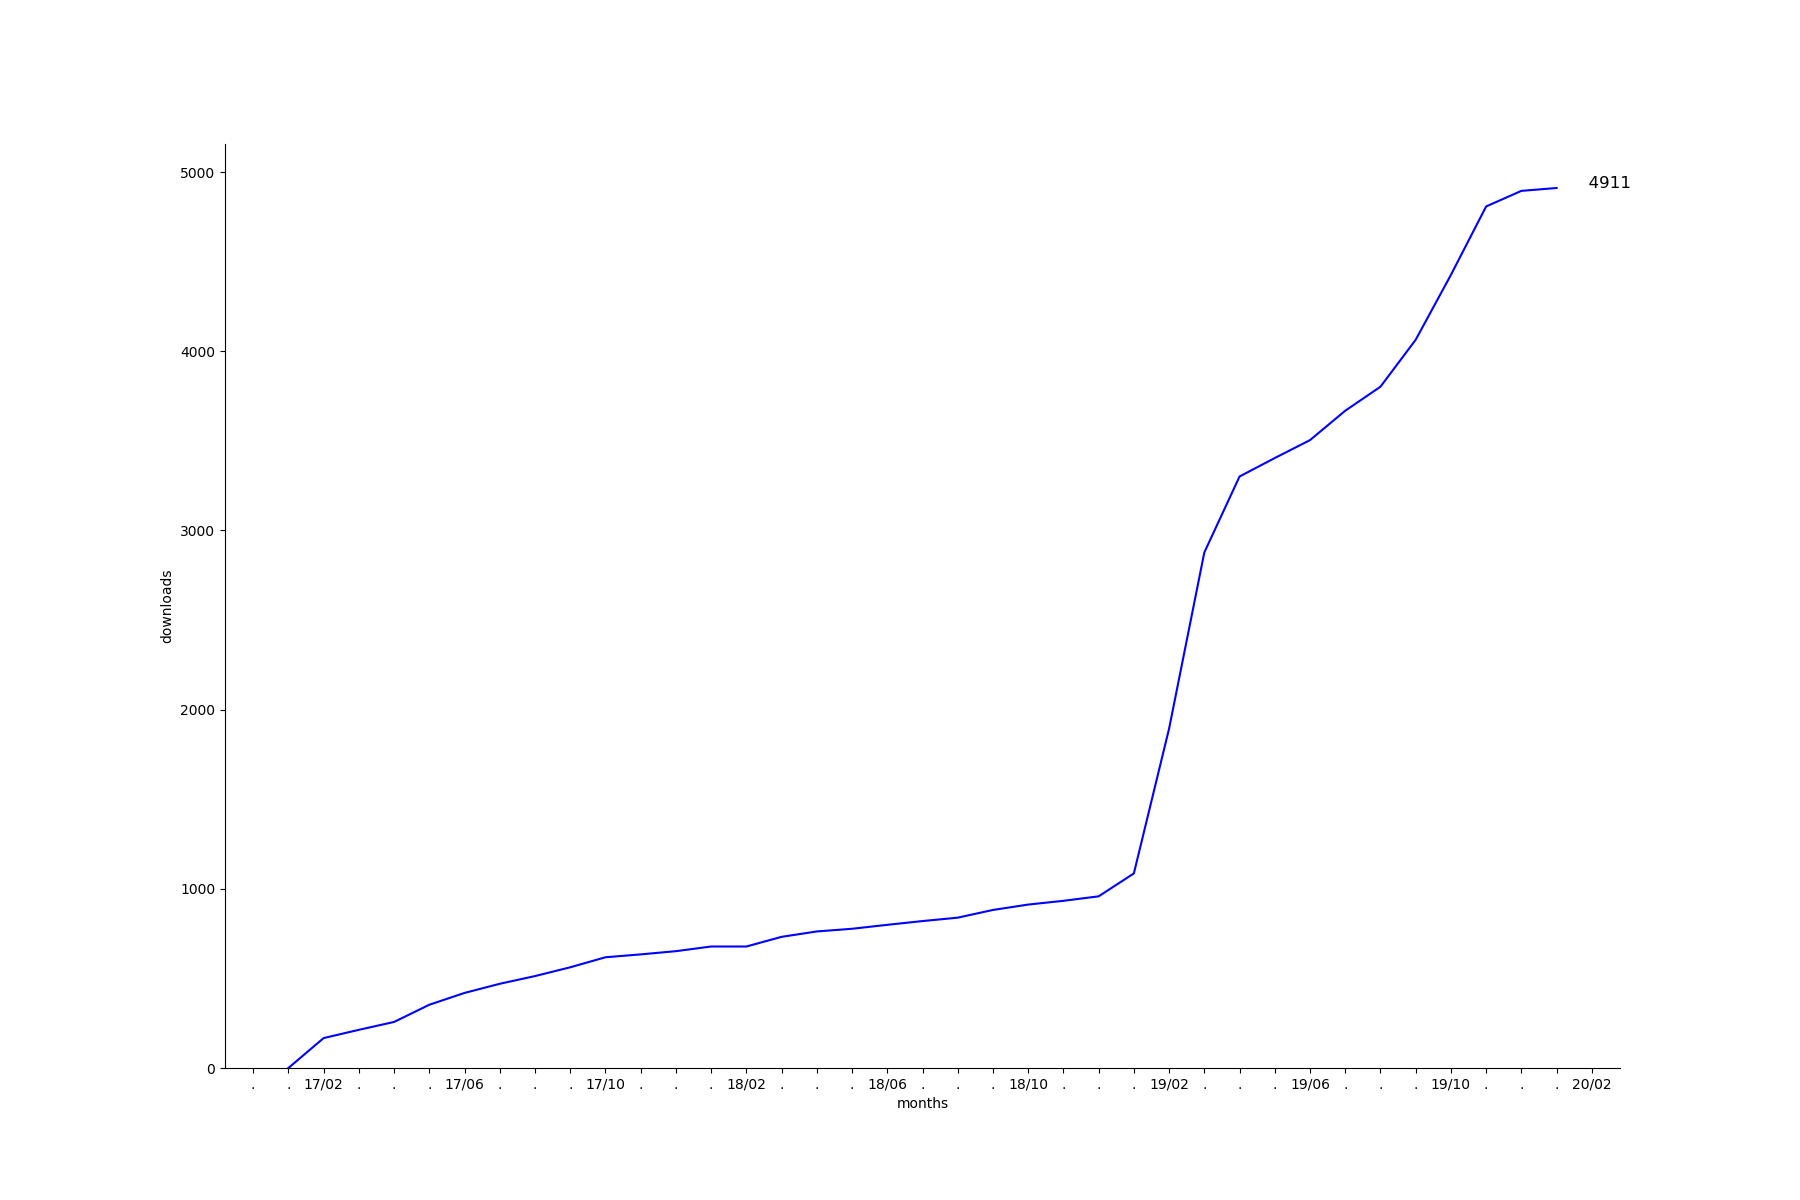 5000
4911
4000
3000
downloads
2000
1000
0
. . 17/02 . . . 17/06 . . . 17/10 . . . 18/02 . . . 18/06 . . . 18/10 . . . 19/02 . . . 19/06 . . . 19/10 . . . 20/02
months